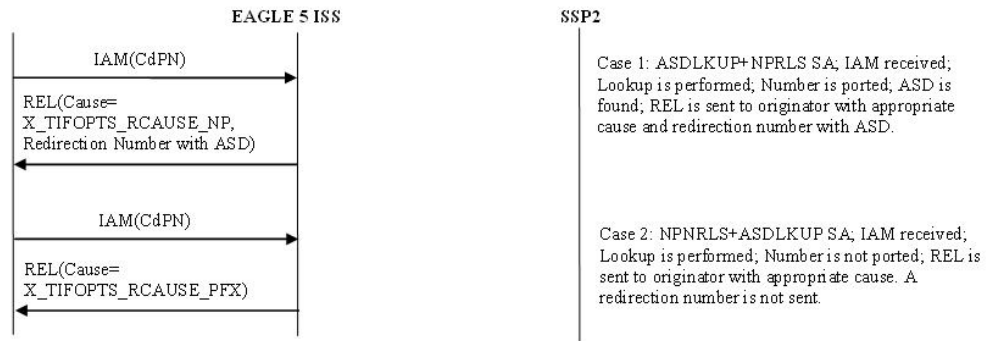 EAGLE 5 ISS
SSP2
IAM(CdPN)
REL(Cause=
X_TIFOPTS_RCAUSE_NP,
Redirection Number with ASD)
Case 1: ASDLKUP+NPRLS SA; IAM received;
Lookup is performed; Number is ported; ASD is
found; REL is sent to originator with appropriate
cause and redirection number with ASD.
IAM(CdPN)
REL(Cause=
X_TIFOPTS_RCAUSE_PFX)
Case 2: NPNRLS+ASDLKUP SA; IAM received;
Lookup is performed; Number is not ported; REL is
sent to originator with appropriate cause. A
redirection number is not sent.